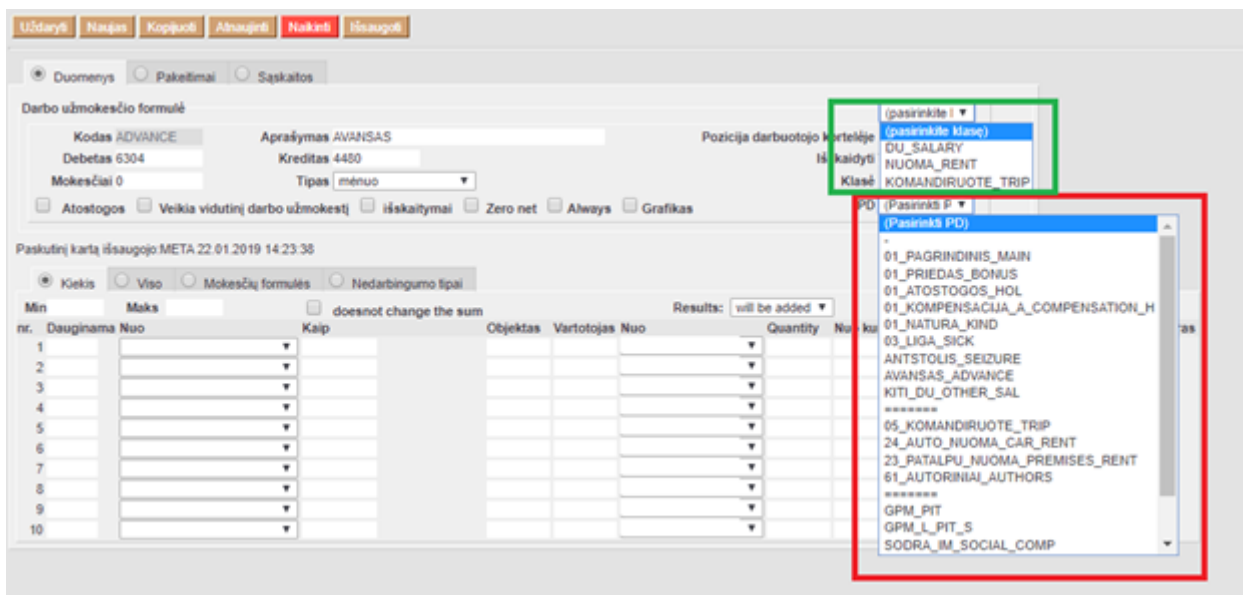 Uždaryti Naujas Kopijuoti Atnaujinti Naikinti Išsaugoti
Duomenys Pakeitimai Sąskaitos
Darbo užmokesčio formulė
(pasirinkite
Kodas ADVANCE Aprašymas AVANSAS Pozicija darbuotojo kortelėje (pasirinkite klasę)
DU_SALARY
Debetas 6304 Kreditas 4480
NUOMA_RENT
Mokesčiai 0 Tipas mėnuo Klasė KOMANDIRUOTE_TRIP
Atostogos Veikia vidutinį darbo užmokestį išskaitymai Zero net Always Grafikas PD (Pasirinkti P
(Pasirinkti PD)
-
Paskutinį kartą išsaugojo:META 22.01.2019 14:23:38
01_PAGRINDINIS_MAIN
01_PRIEDAS_BONUS
Kiekis Viso Mokesčių formulės Nedarbingumo tipai
01_ATOSTOGOS_HOL
Min Maks doesnot change the sum Results: will be added
01_KOMPENSACIJA_A_COMPENSATION_H
nr. Dauginama Nuo Kaip Objektas Vartotojas Nuo Quantity
01_NATURA_KIND
1
03_LIGA_SICK
2
ANTSTOLIS_SEIZURE
3
AVANSAS_ADVANCE
4
KITI_DU_OTHER_SAL
=======
5
05_KOMANDIRUOTE_TRIP
6
24_AUTO_NUOMA_CAR_RENT
7
23_PATALPU_NUOMA_PREMISES_RENT
61_AUTORINIAI_AUTHORS
8
=======
9
GPM_PIT
10
GPM_L_PIT_S
SODRA_IM_SOCIAL_COMP